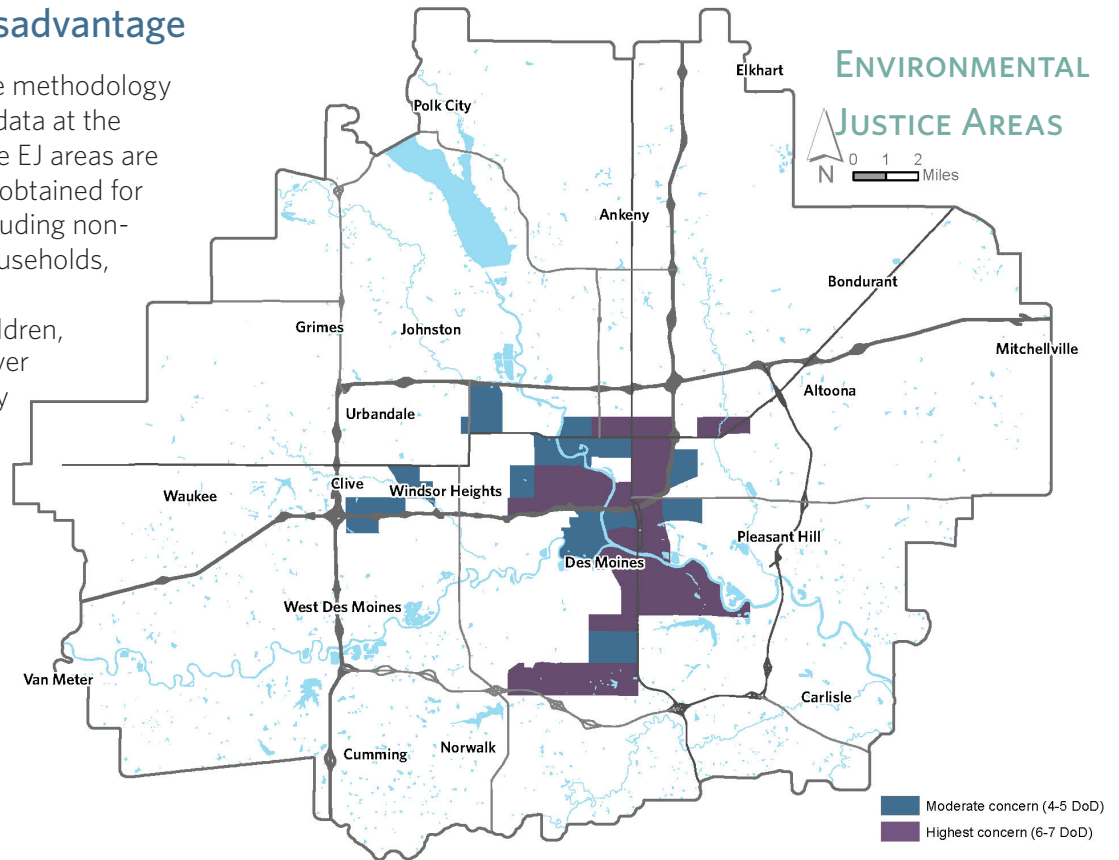 sadvantage
e methodology
data at the
e EJ areas are
obtained for
uding non-
useholds,
dren,
ver
y
Environmental
Justice Areas
N
0 1 2
Miles
Elkhart
Polk City
Ankeny
Bondurant
Grimes
Johnston
Mitchellville
Altoona
Urbandale
Clive
Windsor Heights
Waukee
Pleasant Hill
Des Moines
West Des Moines
Van Meter
Carlisle
Cumming
Norwalk
Moderate concern (4-5 DoD)
Highest concern (6-7 DoD)